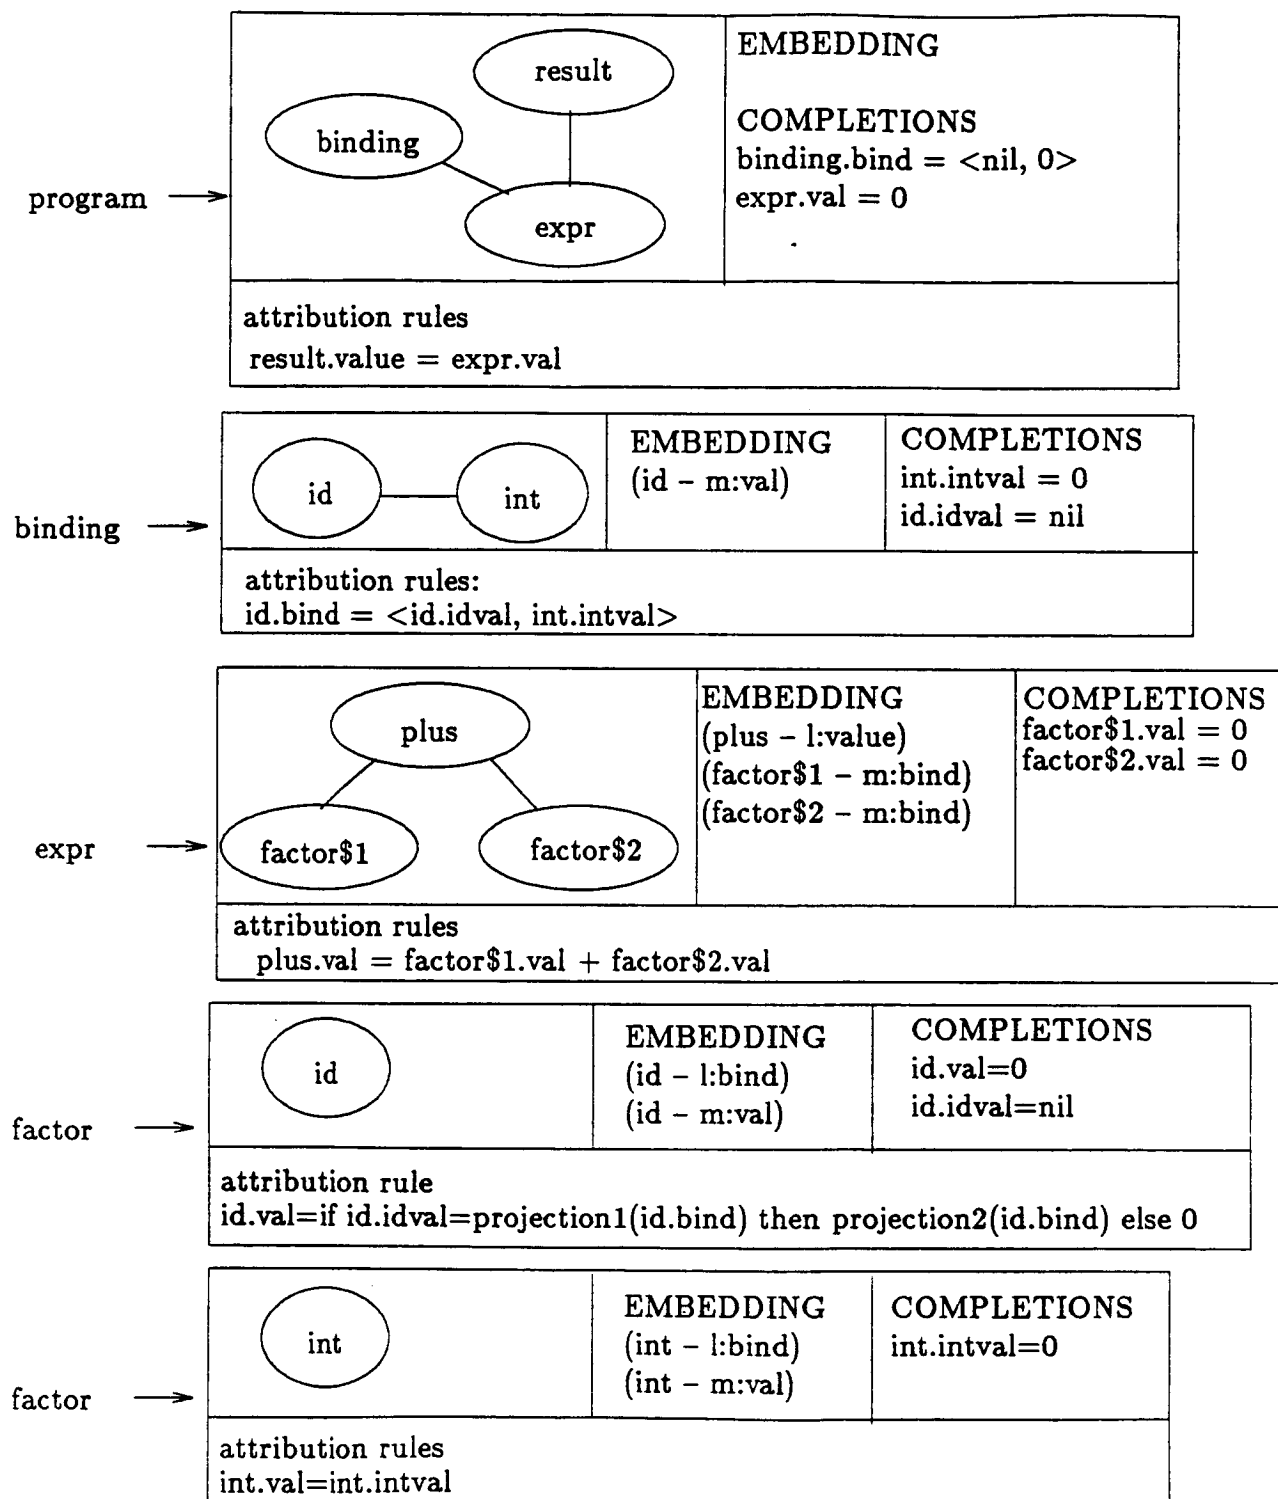 program
result
binding
expr
EMBEDDING
COMPLETIONS
binding.bind = <nil, 0>
expr.val = 0
attribution rules
result.value = expr.val
binding
id
int
EMBEDDING
(id – m:val)
COMPLETIONS
int.intval = 0
id.idval = nil
attribution rules:
id.bind = <id.idval, int.intval>
expr
plus
factor$1
factor$2
EMBEDDING
(plus – l:value)
(factor$1 – m:bind)
(factor$2 – m:bind)
COMPLETIONS
factor$1.val = 0
factor$2.val = 0
attribution rules
plus.val = factor$1.val + factor$2.val
factor
id
EMBEDDING
(id – l:bind)
(id – m:val)
COMPLETIONS
id.val=0
id.idval=nil
attribution rule
id.val=if id.idval=projection1(id.bind) then projection2(id.bind) else 0
factor
int
EMBEDDING
(int – l:bind)
(int – m:val)
COMPLETIONS
int.intval=0
attribution rules
int.val=int.intval